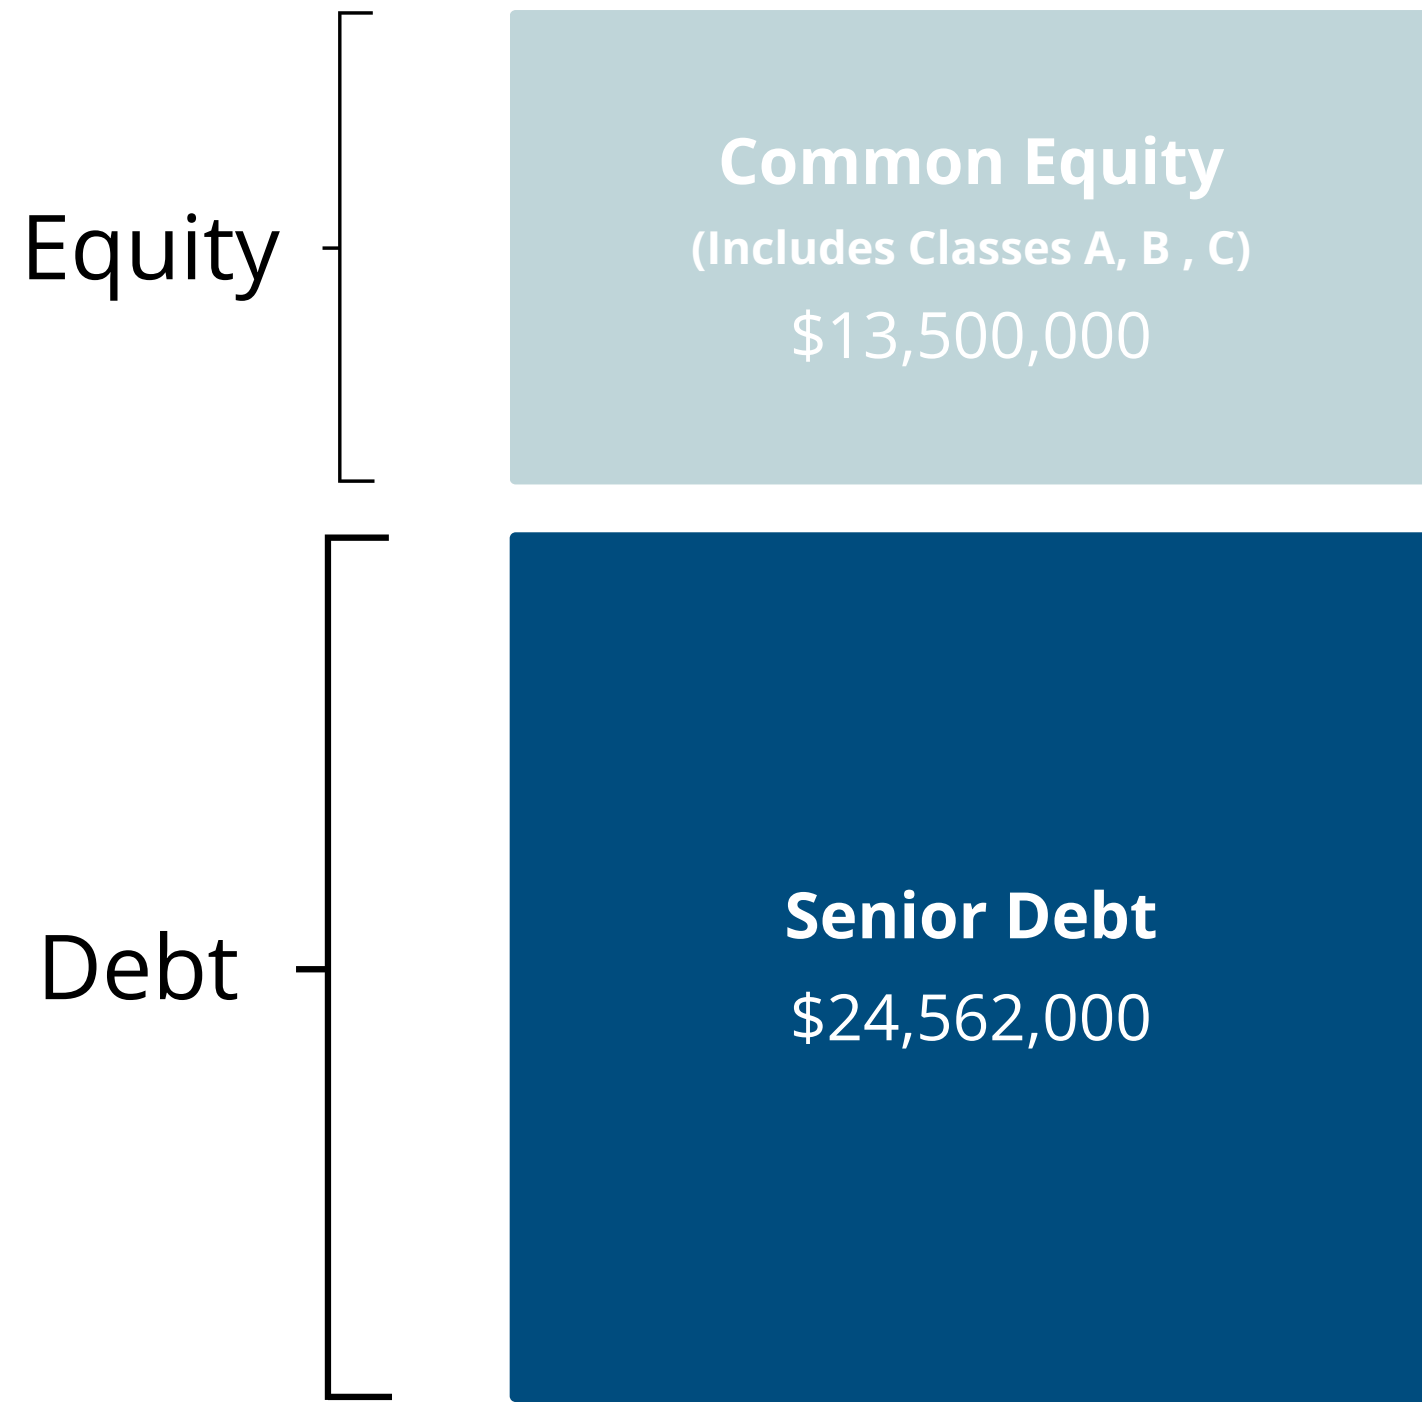 Equity
Common Equity
(Includes Classes A, B , C)
$13,500,000
Debt
Senior Debt
$24,562,000